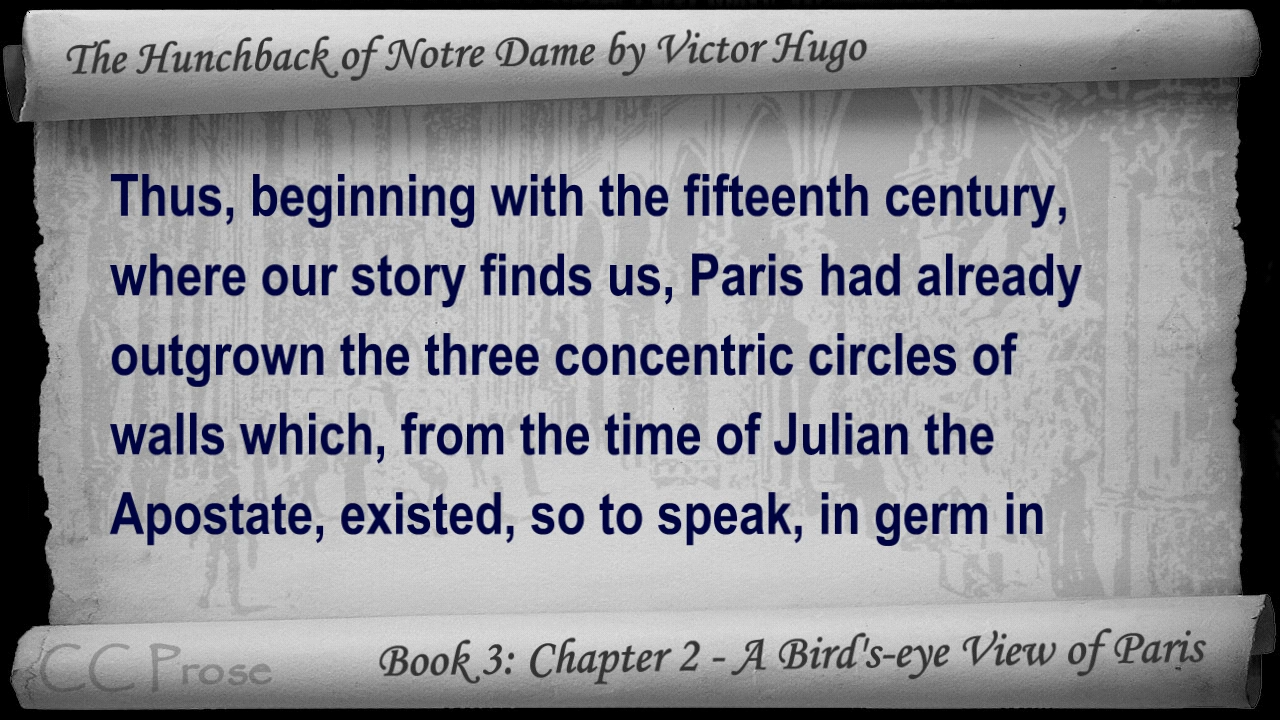 The Hunchback of Notre Dame by Victor Hugo
Thus, beginning with the fifteenth century,
where our story finds us, Paris had already
outgrown the three concentric circles of
walls which, from the time of Julian the
Apostate, existed, so to speak, in germ in
CC Prose
Book 3: Chapter 2 - A Bird's-eye View of Paris